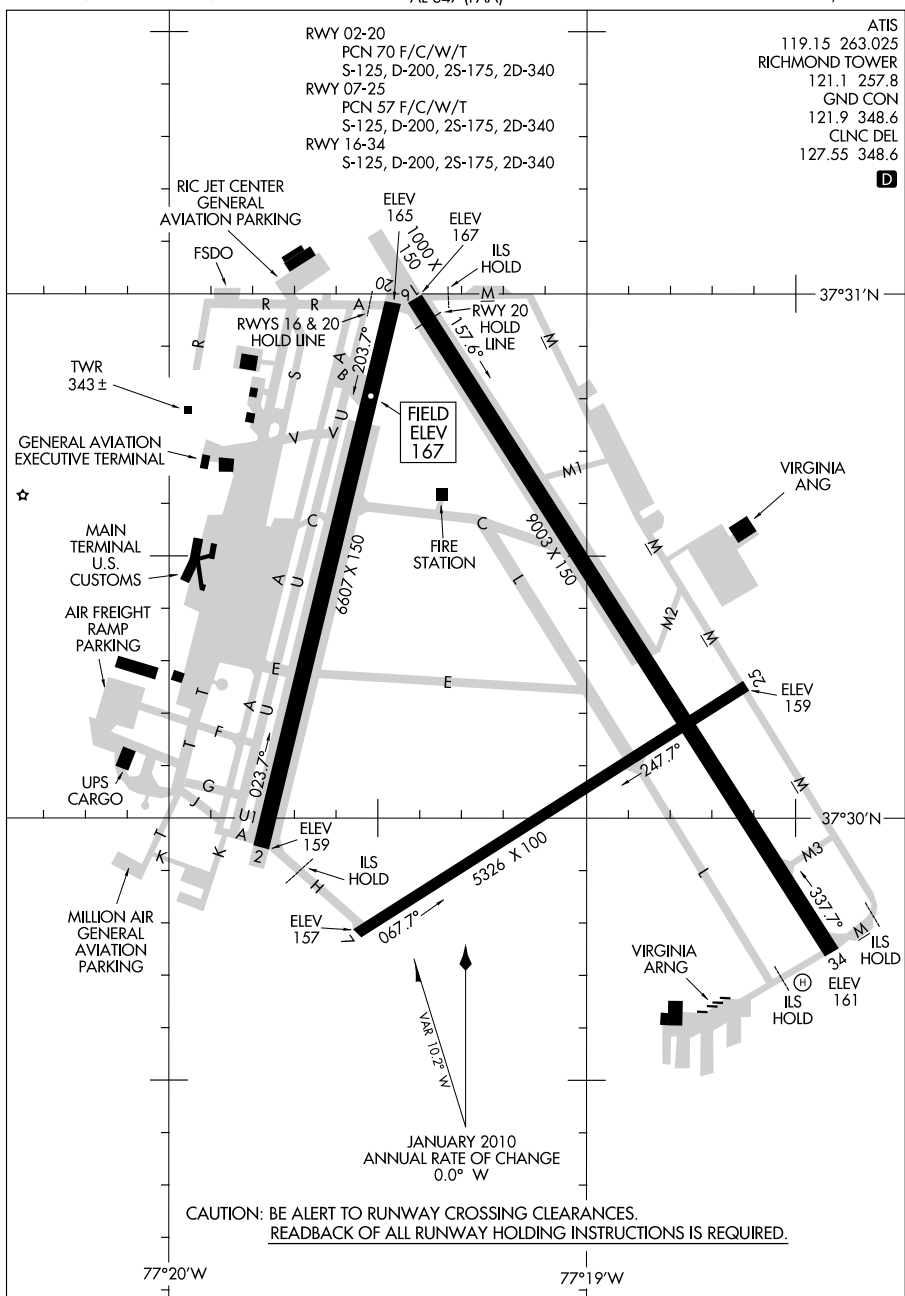 AL-347 (FAA)
RWY 02-20
PCN 70 F/C/W/T
S-125, D-200, 2S-175, 2D-340
RWY 07-25
PCN 57 F/C/W/T
S-125, D-200, 2S-175, 2D-340
RWY 16-34
S-125, D-200, 2S-175, 2D-340
ATIS
119.15 263.025
RICHMOND TOWER
121.1 257.8
GND CON
121.9 348.6
CLNC DEL
127.55 348.6
D
RIC JET CENTER
GENERAL
AVIATION PARKING
FSDO
ELEV
165
ELEV
167
1000 X
150
ILS
HOLD
37°31'N
R
R
R
A
20
16
M
RWYS 16 & 20
HOLD LINE
RWY 20
HOLD
LINE
203.7°
157.6°
M
A
B
S
U
V
V
TWR
343±
FIELD
ELEV
167
GENERAL AVIATION
EXECUTIVE TERMINAL
M1
VIRGINIA
ANG
MAIN
TERMINAL
U.S.
CUSTOMS
C
C
FIRE
STATION
9003 X 150
M
6607 X 150
A
U
L
M2
M
AIR FREIGHT
RAMP
PARKING
E
E
T
A
U
T
F
25
ELEV
159
023.7°
247.7°
UPS
CARGO
G
J
U1
A
2
T
K
K
37°30'N
M
ELEV
159
ILS
HOLD
H
5326 X 100
L
M3
MILLION AIR
GENERAL
AVIATION
PARKING
ELEV
157
7
067.7°
337.7°
M
ILS
HOLD
34
ELEV
161
H
ILS
HOLD
VIRGINIA
ARNG
VAR 10.2° W
JANUARY 2010
ANNUAL RATE OF CHANGE
0.0° W
CAUTION: BE ALERT TO RUNWAY CROSSING CLEARANCES.
READBACK OF ALL RUNWAY HOLDING INSTRUCTIONS IS REQUIRED.
77°20'W
77°19'W